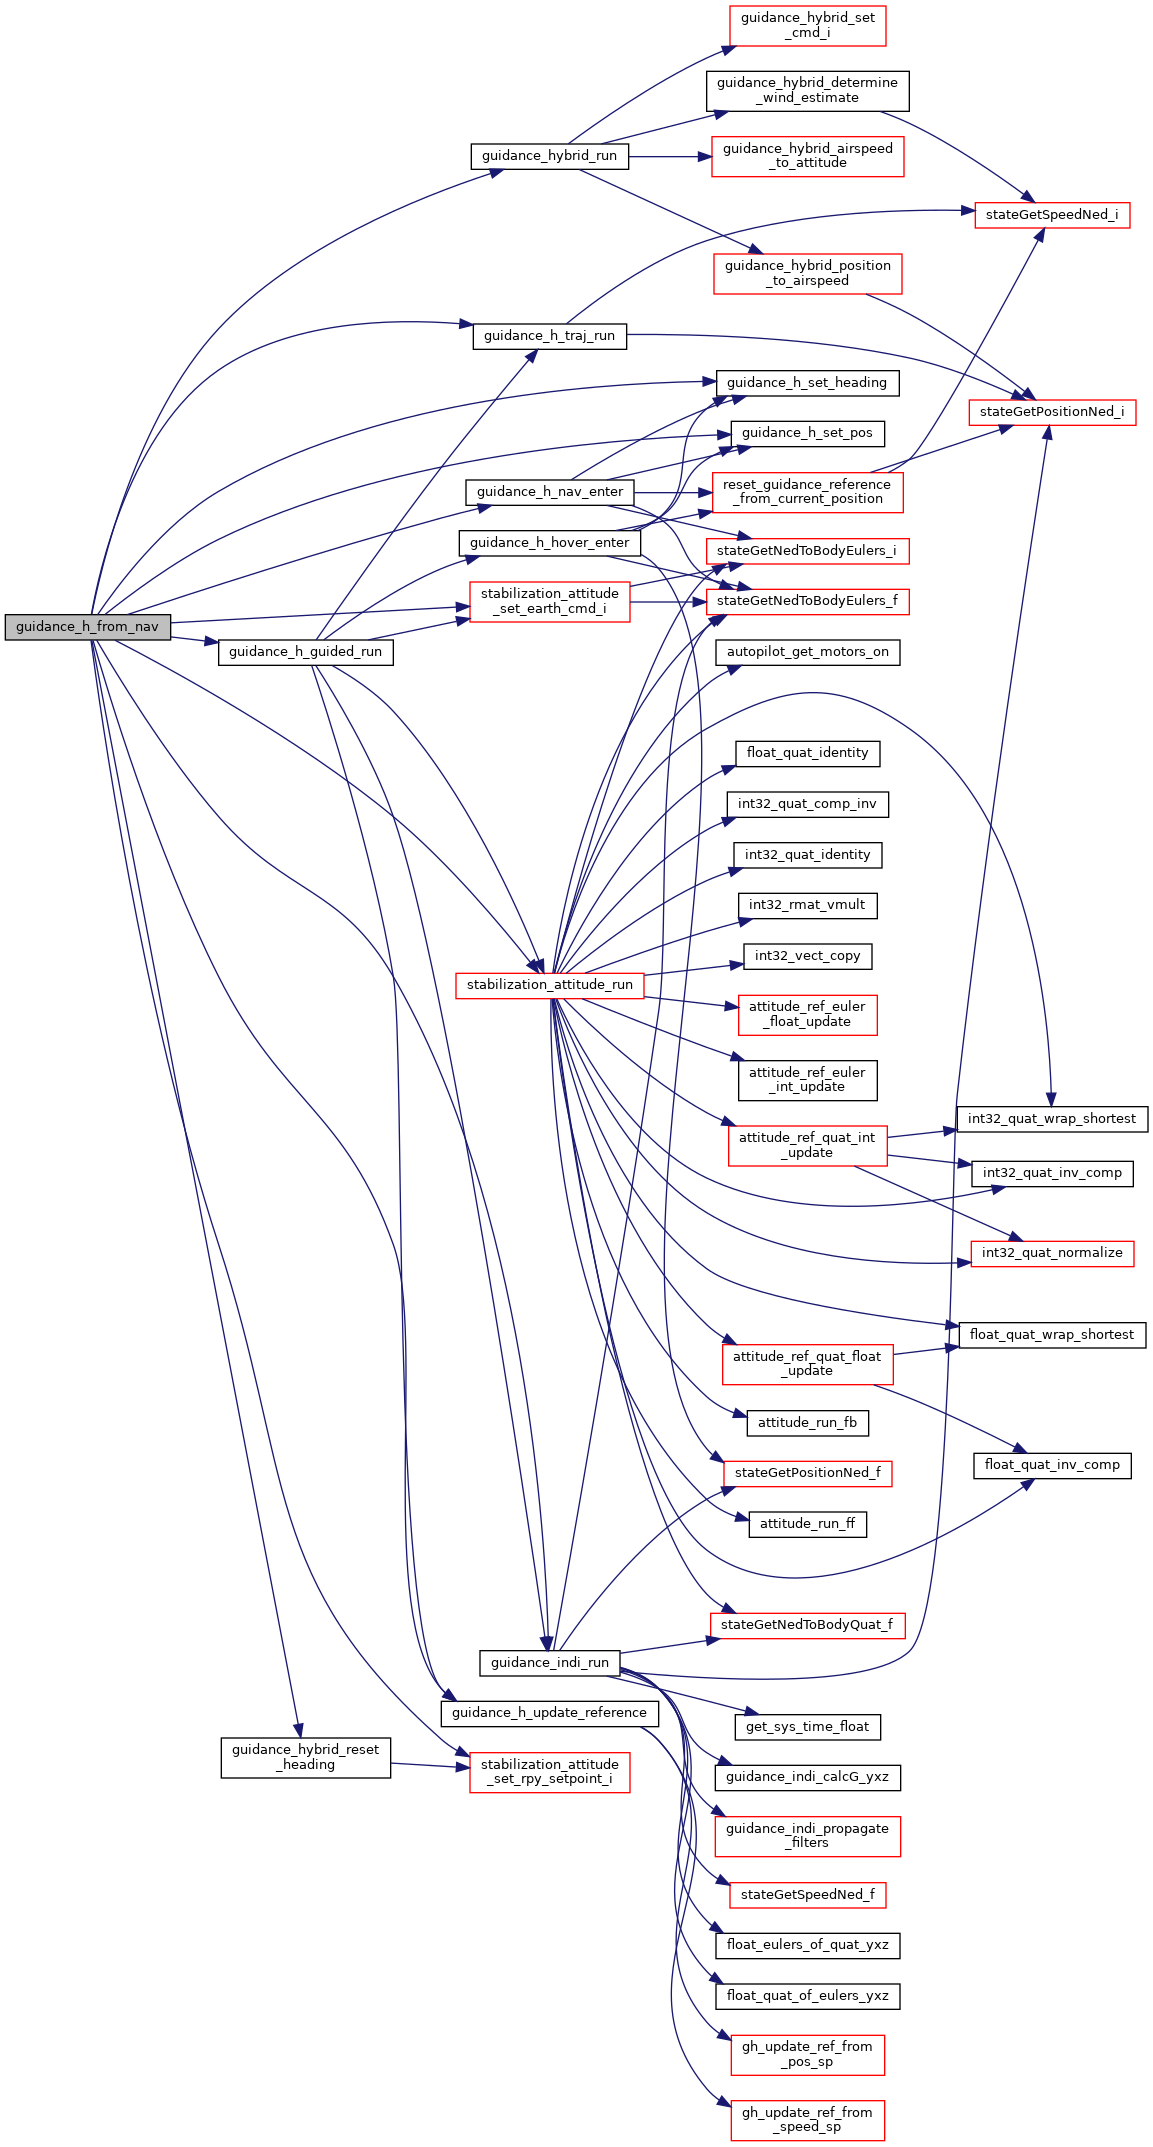 guidance_hybrid_set
_cmd_i
guidance_hybrid_determine
_wind_estimate
guidance_hybrid_run
guidance_hybrid_airspeed
_to_attitude
stateGetSpeedNed_i
guidance_hybrid_position
_to_airspeed
guidance_h_traj_run
guidance_h_set_heading
stateGetPositionNed_i
guidance_h_set_pos
guidance_h_nav_enter
reset_guidance_reference
_from_current_position
guidance_h_hover_enter
stateGetNedToBodyEulers_i
stabilization_attitude
_set_earth_cmd_i
stateGetNedToBodyEulers_f
guidance_h_from_nav
guidance_h_guided_run
autopilot_get_motors_on
float_quat_identity
int32_quat_comp_inv
int32_quat_identity
int32_rmat_vmult
int32_vect_copy
stabilization_attitude_run
attitude_ref_euler
_float_update
attitude_ref_euler
_int_update
int32_quat_wrap_shortest
attitude_ref_quat_int
_update
int32_quat_inv_comp
int32_quat_normalize
float_quat_wrap_shortest
attitude_ref_quat_float
_update
attitude_run_fb
float_quat_inv_comp
stateGetPositionNed_f
attitude_run_ff
stateGetNedToBodyQuat_f
guidance_indi_run
guidance_h_update_reference
get_sys_time_float
guidance_hybrid_reset
_heading
stabilization_attitude
_set_rpy_setpoint_i
guidance_indi_calcG_yxz
guidance_indi_propagate
_filters
stateGetSpeedNed_f
float_eulers_of_quat_yxz
float_quat_of_eulers_yxz
gh_update_ref_from
_pos_sp
gh_update_ref_from
_speed_sp